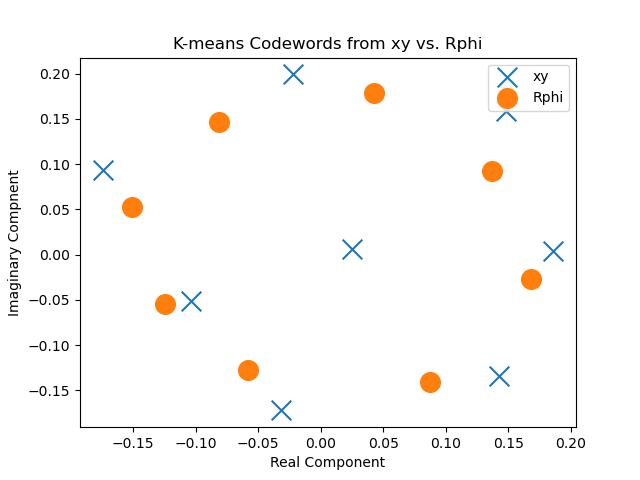 K-means Codewords from xy vs. Rphi
xy
Rphi
0.20
0.15
0.10
0.05
0.00
−0.05
−0.10
−0.15
Imaginary Compnent
−0.15 −0.10 −0.05 0.00 0.05 0.10 0.15 0.20
Real Component